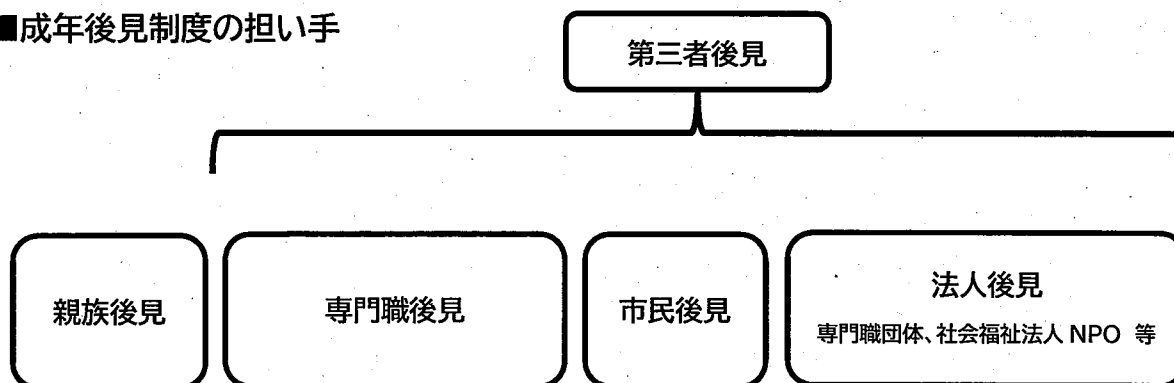 ■成年後見制度の担い手
第三者後見
親族後見
専門職後見
市民後見
法人後見
専門職団体、社会福祉法人 NPO 等